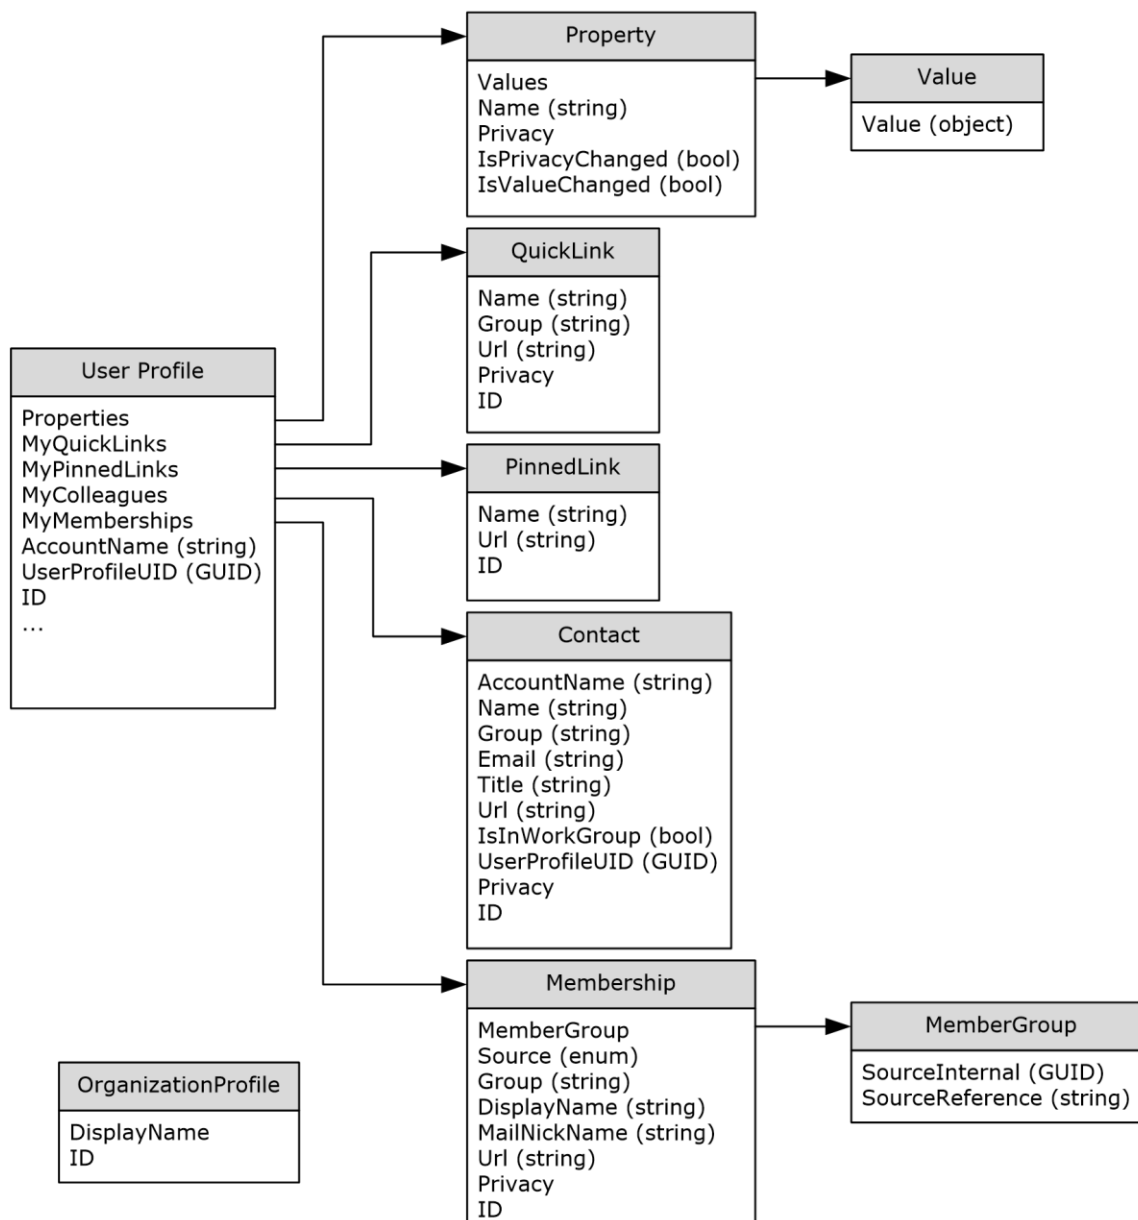 Property
Values
Name (string)
Privacy
IsPrivacyChanged (bool)
IsValueChanged (bool)
Value
Value (object)
QuickLink
Name (string)
Group (string)
Url (string)
Privacy
ID
User Profile
Properties
MyQuickLinks
MyPinnedLinks
MyColleagues
MyMemberships
AccountName (string)
UserProfileUID (GUID)
ID
...
PinnedLink
Name (string)
Url (string)
ID
Contact
AccountName (string)
Name (string)
Group (string)
Email (string)
Title (string)
Url (string)
IsInWorkGroup (bool)
UserProfileUID (GUID)
Privacy
ID
Membership
MemberGroup
Source (enum)
Group (string)
DisplayName (string)
MailNickName (string)
Url (string)
Privacy
ID
MemberGroup
SourceInternal (GUID)
SourceReference (string)
OrganizationProfile
DisplayName
ID